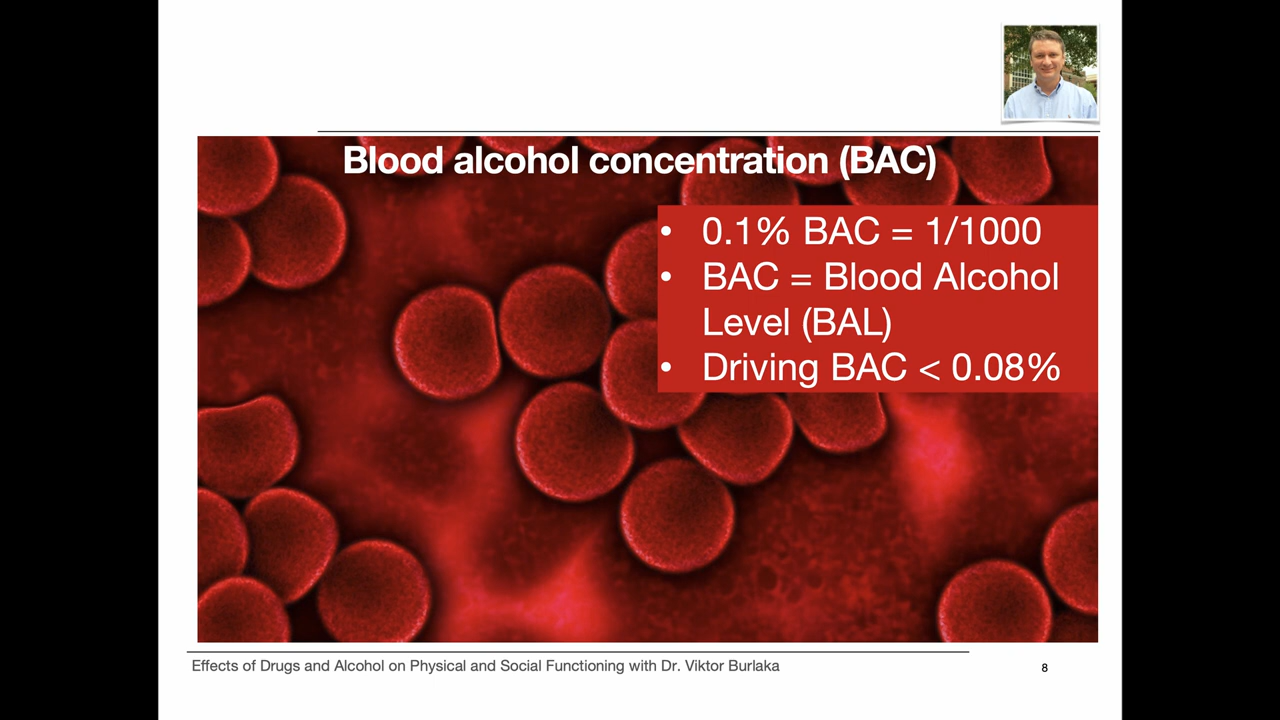 Blood alcohol concentration (BAC)
• 0.1% BAC = 1/1000
• BAC = Blood Alcohol
Level (BAL)
• Driving BAC < 0.08%
Effects of Drugs and Alcohol on Physical and Social Functioning with Dr. Viktor Burlaka
8